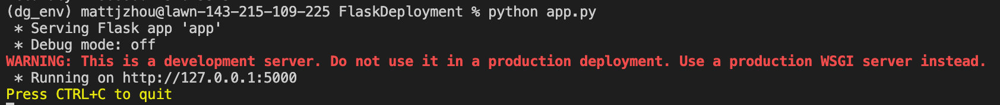 (dg_env) mattjzhou@lawn-143-215-109-225 FlaskDeployment % python app.py
 * Serving Flask app 'app'
 * Debug mode: off
WARNING: This is a development server. Do not use it in a production deployment. Use a production WSGI server instead.
 * Running on http://127.0.0.1:5000
Press CTRL+C to quit